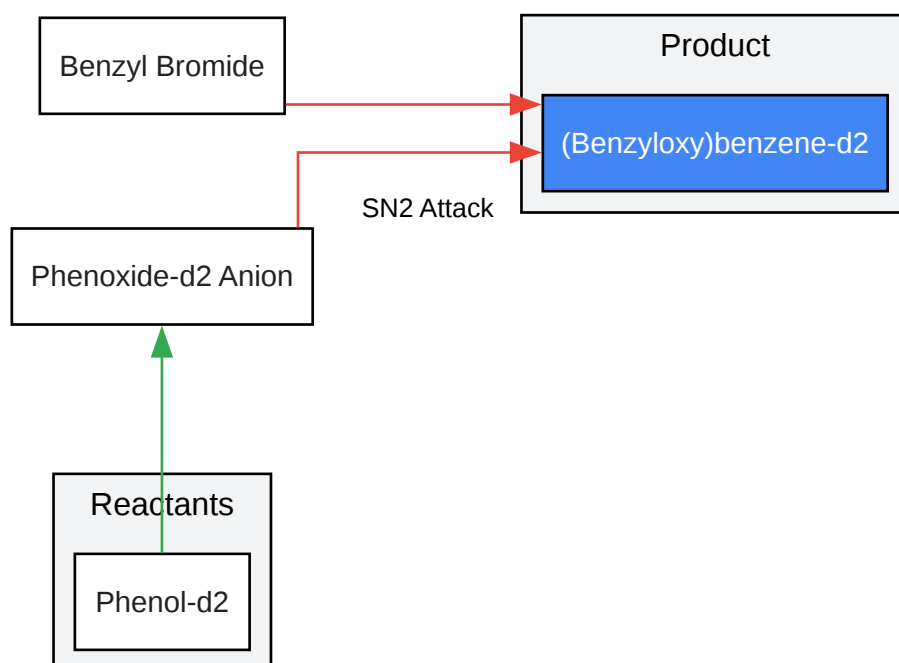 Product
Benzyl Bromide
(Benzyloxy)benzene-d2
SN2 Attack
Phenoxide-d2 Anion
Reactants
Phenol-d2